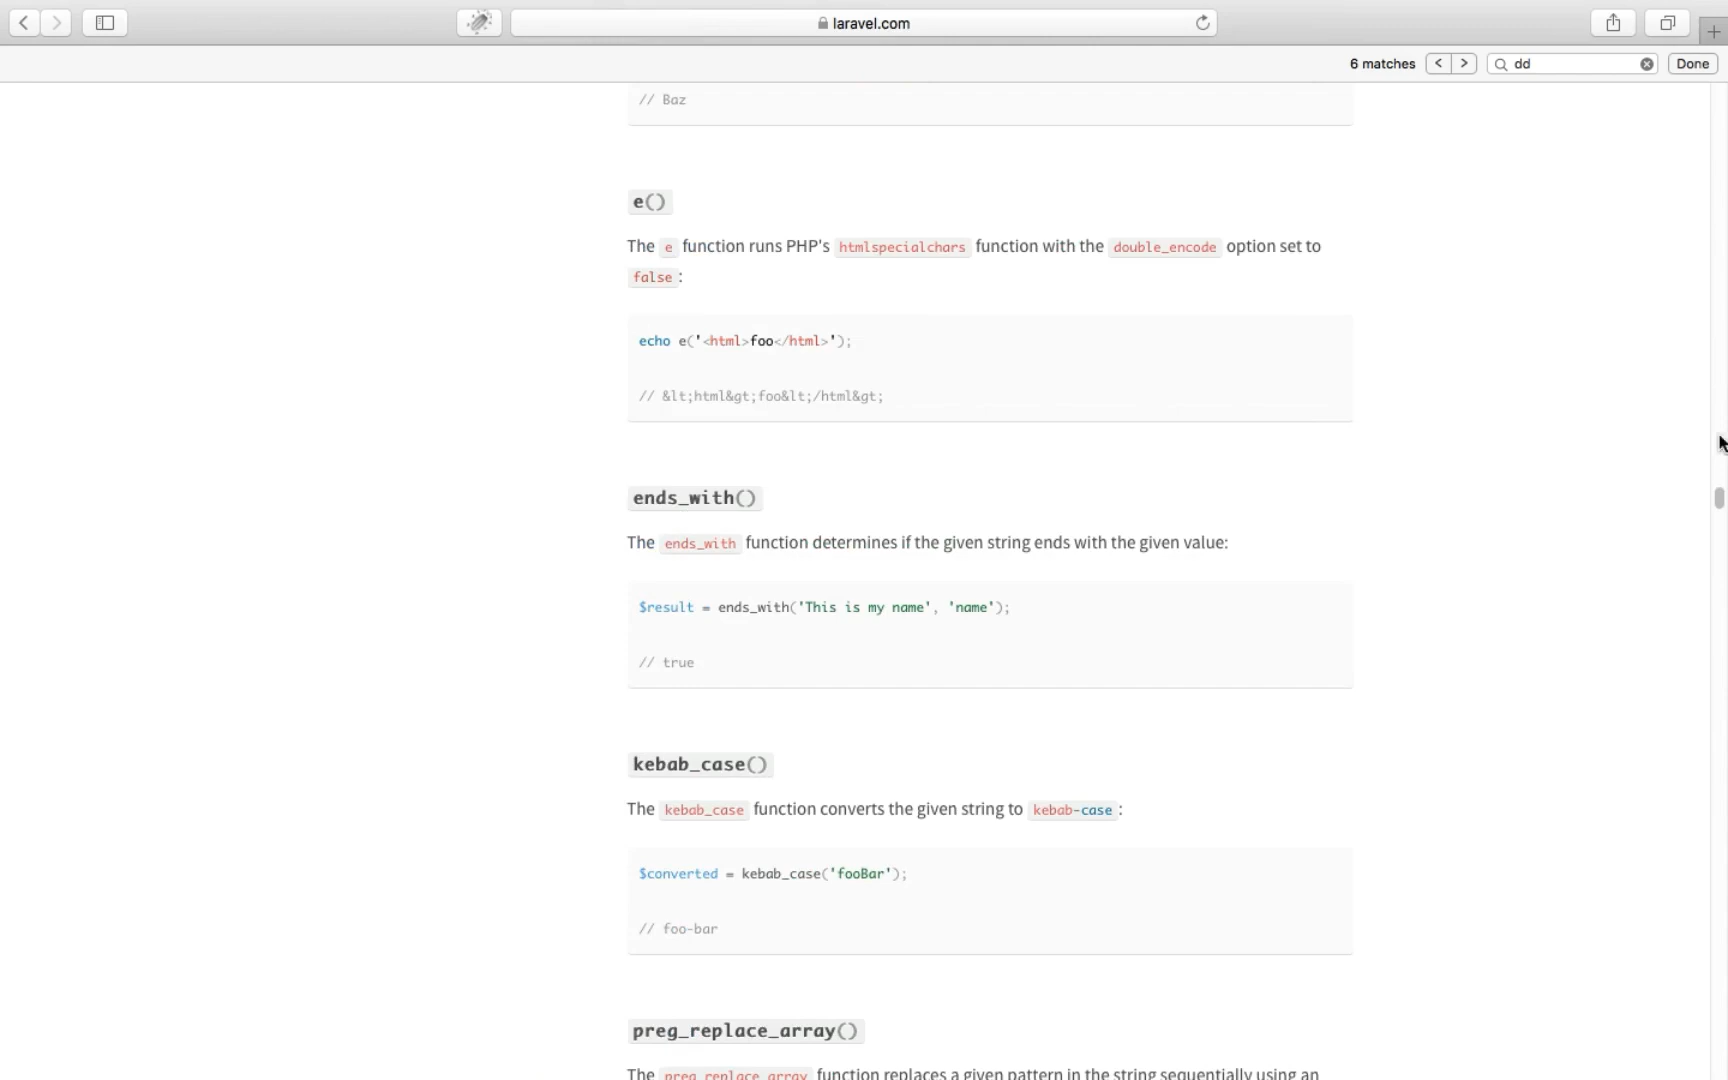 laravel.com
6 matches
dd
Done
// Baz
e()
The e function runs PHP's htmlspecialchars function with the double_encode option set to
false:
echo e('<html>foo</html>');
// &lt;html&gt;foo&lt;/html&gt;
ends_with()
The ends_with function determines if the given string ends with the given value:
$result = ends_with('This is my name', 'name');
// true
kebab_case()
The kebab_case function converts the given string to kebab-case:
$converted = kebab_case('fooBar');
// foo-bar
preg_replace_array()
The preg_replace_array function replaces a given pattern in the string sequentially using an